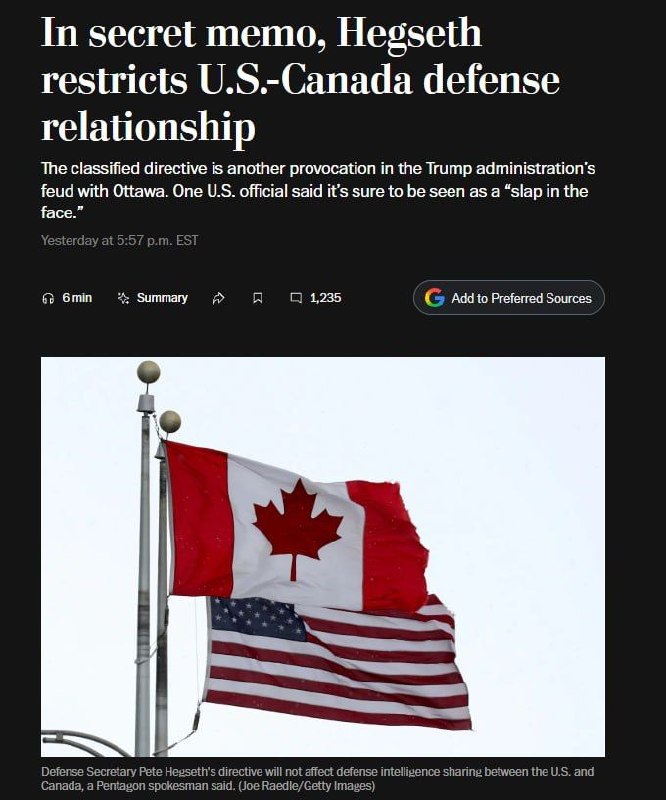 In secret memo, Hegseth
restricts U.S.-Canada defense
relationship
The classified directive is another provocation in the Trump administration's
feud with Ottawa. One U.S. official said it's sure to be seen as a “slap in the
face.”
Yesterday at 5:57 p.m. EST
6 min Summary 1,235 Add to Preferred Sources
Defense Secretary Pete Hegseth's directive will not affect defense intelligence sharing between the U.S. and
Canada, a Pentagon spokesman said. (Joe Raedle/Getty Images)